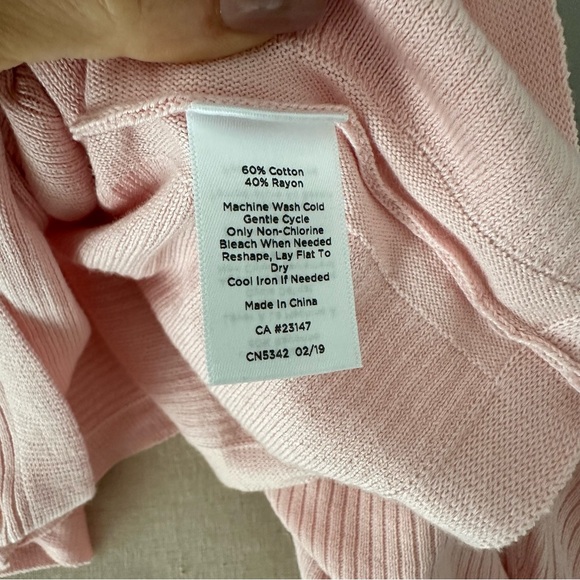 60% Cotton
40% Rayon
Machine Wash Cold
Gentle Cycle
Only Non-Chlorine
Bleach When Needed
Reshape, Lay Flat To
Dry
Cool Iron If Needed
Made In China
CA #23147
CN5342 02/19